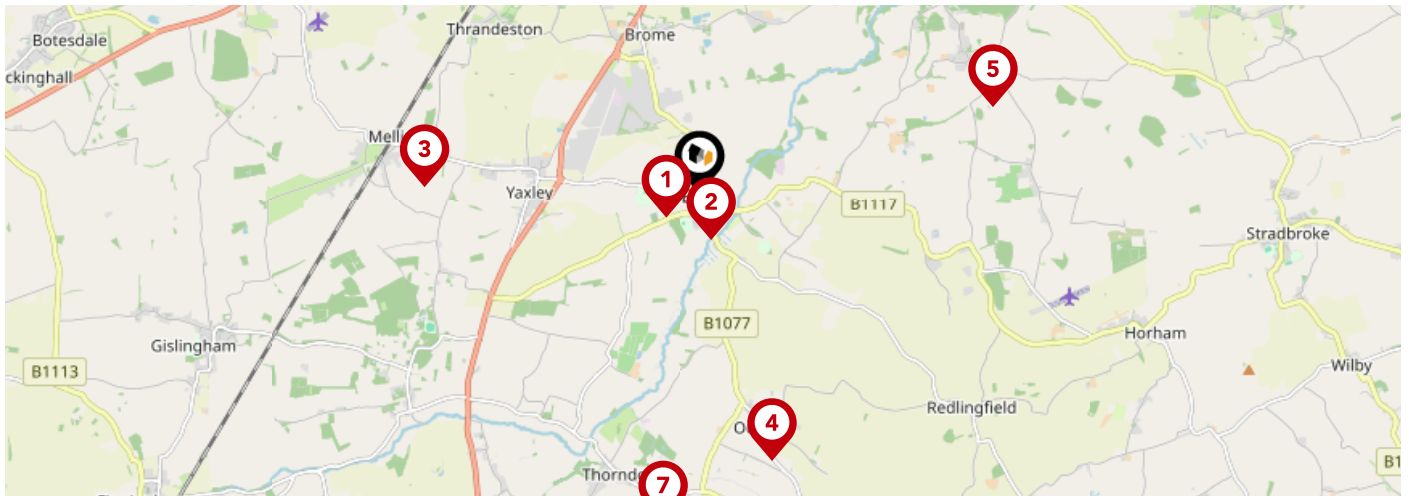 Thrandeston
Brome
Botesdale
ckinghall
5
Melli
3
Yaxley
1
2
B1117
Stradbroke
B1077
Horham
Gislingham
B1113
Wilby
Redlingfield
4
O
Thornd
7
B1